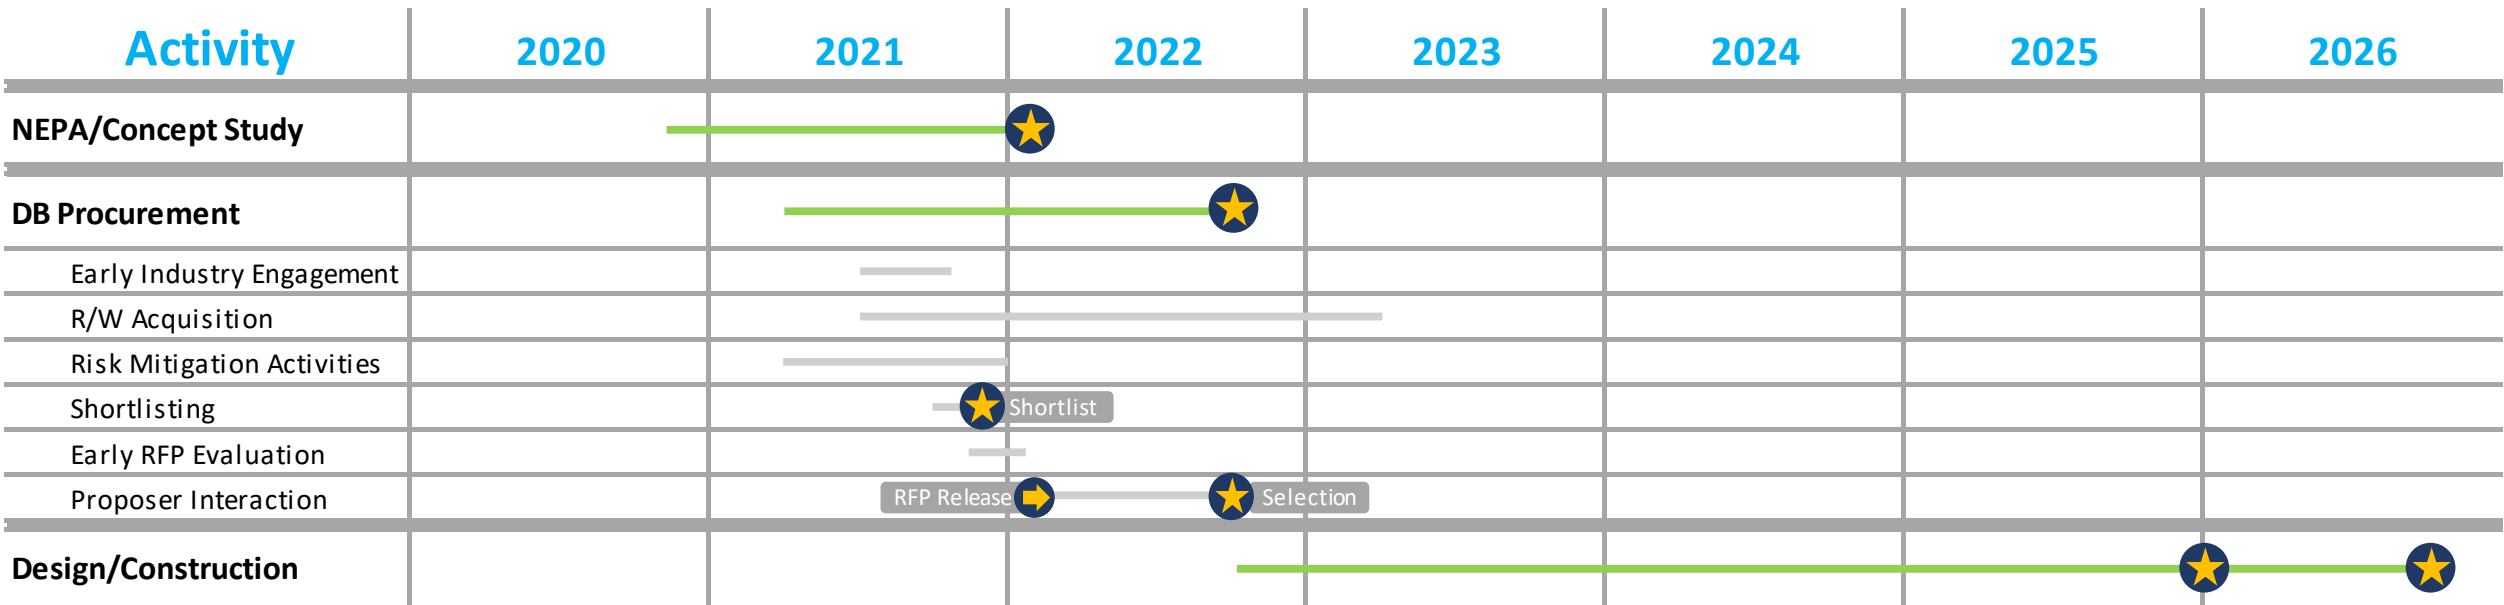 Activity 2020 2021 2022 2023 2024 2025 2026
NEPA/Concept Study
DB Procurement
Early Industry Engagement
R/W Acquisition
Risk Mitigation Activities
Shortlisting Shortlist
Early RFP Evaluation
Proposer Interaction RFP Release Selection
Design/Construction